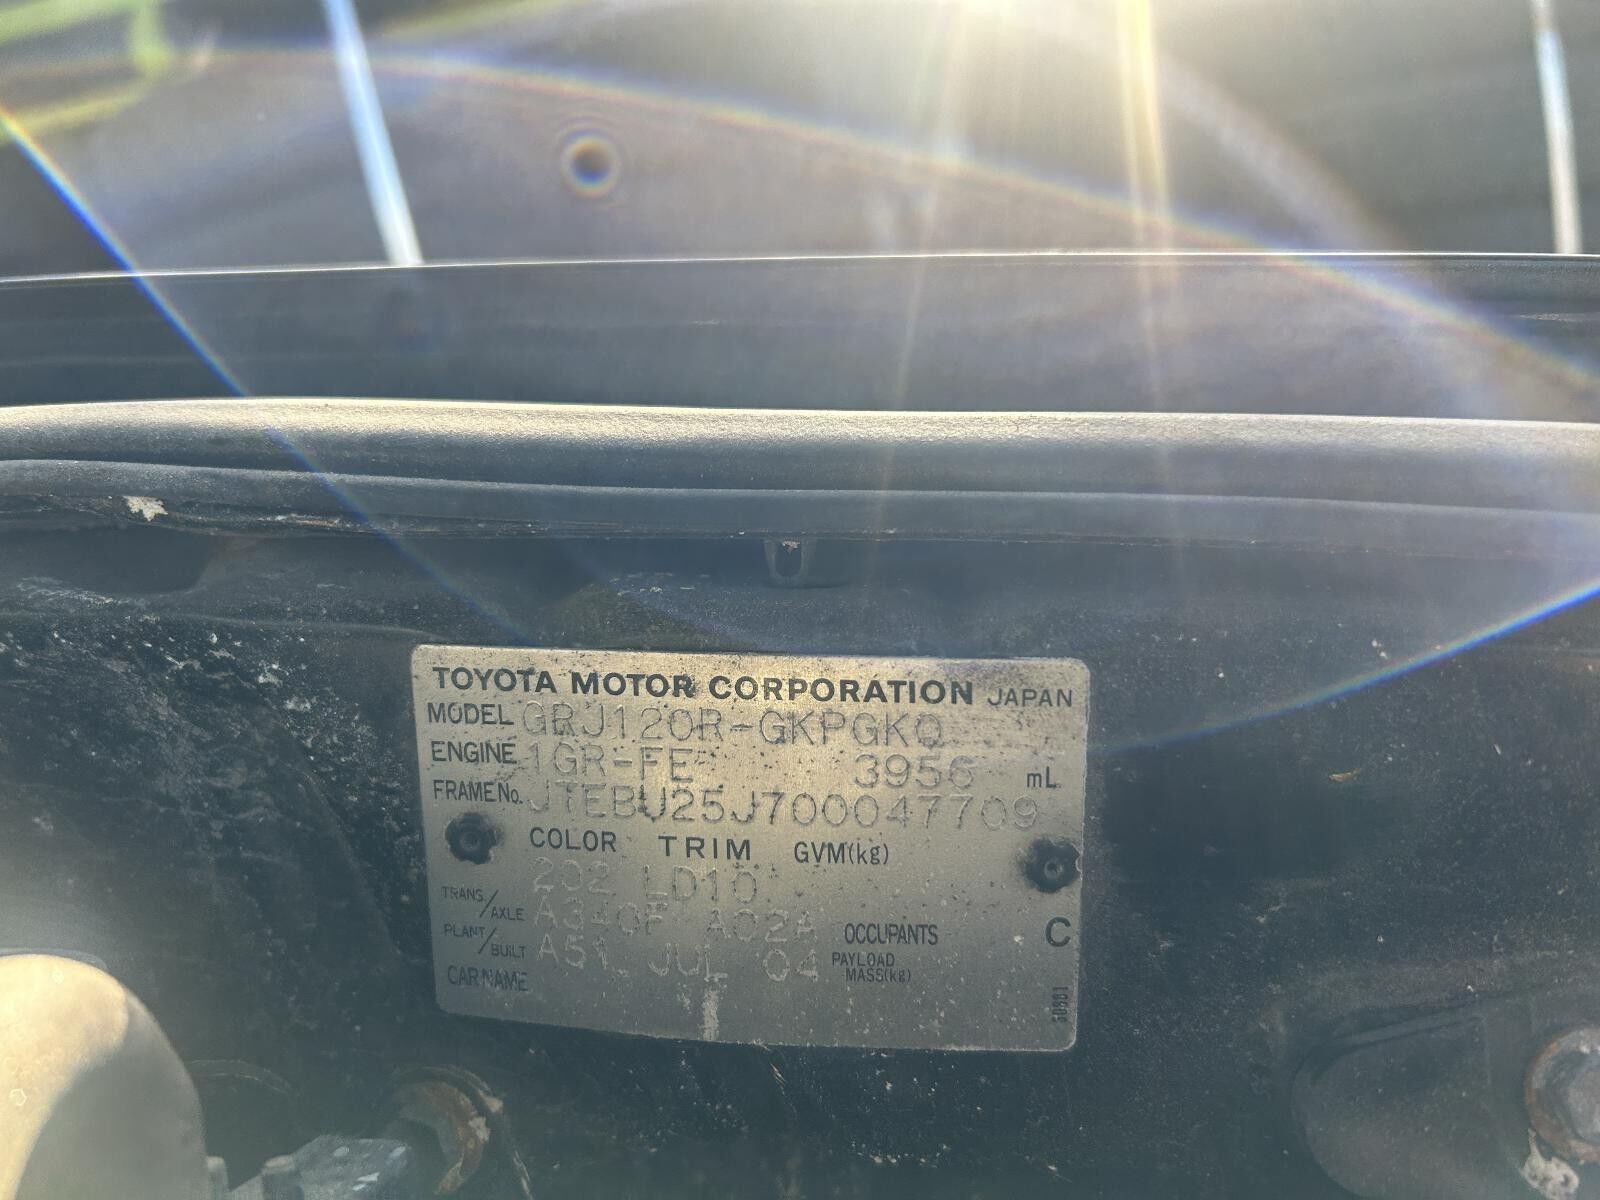 TOYOTA MOTOR CORPORATION JAPAN
MODEL GRJ120R-GKPGKQ
ENGINE 1GR-FE 3956 mL
FRAME No. JTEBU25J700047709
COLOR TRIM GVM(kg)
202 LD10
TRANS/AXLE A340F A02A OCCUPANTS C
PLANT/BUILT A51 JUL 04 PAYLOAD MASS(kg)
CAR NAME